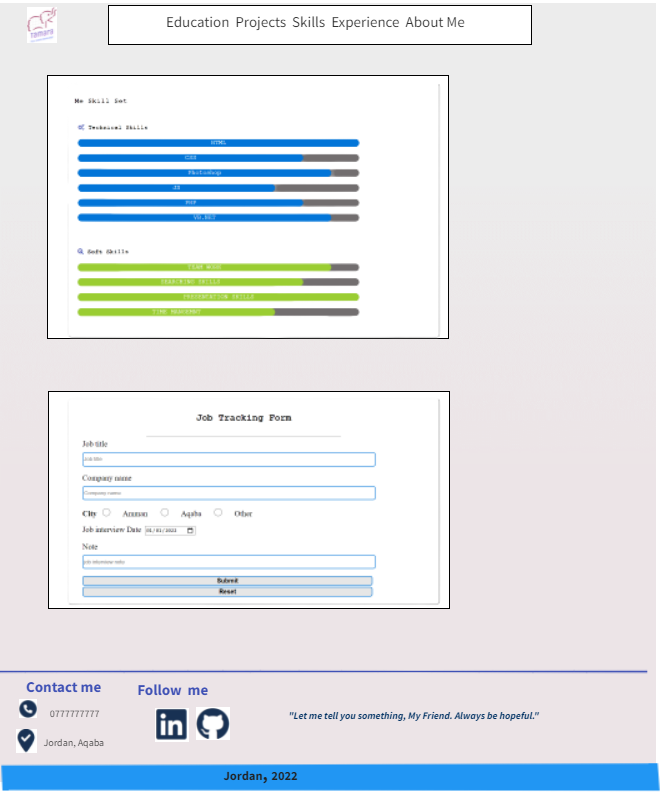 Tamara
Education Projects Skills Experience About Me
Me Skill Set
Technical Skills
HTML
CSS
Photoshop
JS
PHP
VB.NET
Soft Skills
TEAM WORK
SEARCHING SKILLS
PRESENTATION SKILLS
TIME
Job Tracking Form
Job title
Job title
Company name
Company name
City Amman Aqaba Other
Job interview Date 01/01/2022
Note
job interview note
Submit
Reset
Contact me Follow me
0777777777
in
"Let me tell you something, My Friend. Always be hopeful."
Jordan, Aqaba
Jordan, 2022